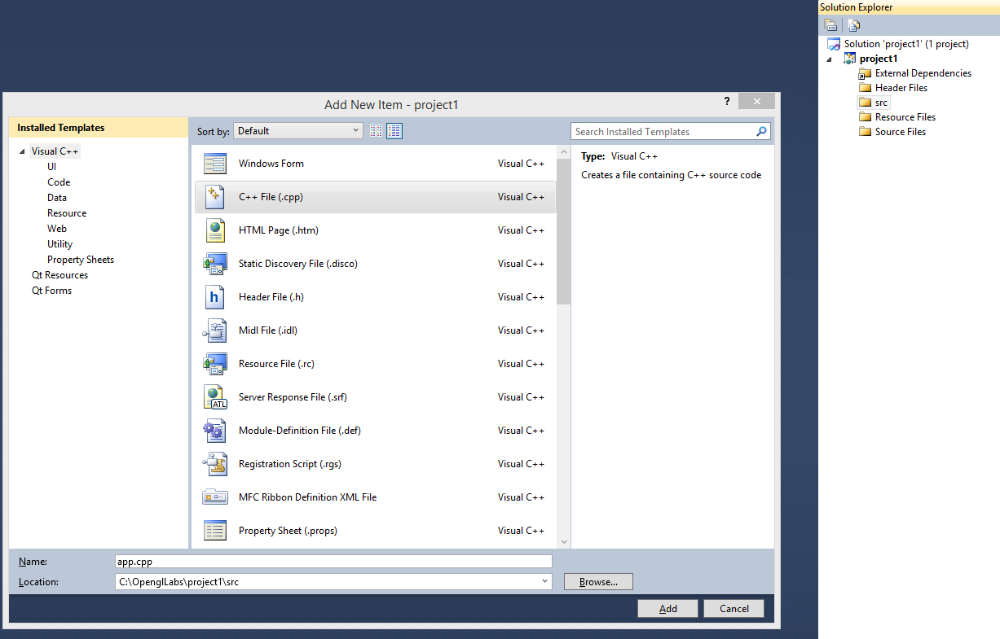 Solution Explorer
Solution 'project1' (1 project)
project1
External Dependencies
Header Files
src
Resource Files
Source Files
Add New Item - project1
?
Installed Templates
Sort by: Default
Search Installed Templates
Visual C++
UI
Code
Data
Resource
Web
Utility
Property Sheets
Qt Resources
Qt Forms
Windows Form Visual C++
C++ File (.cpp) Visual C++
HTML Page (.htm) Visual C++
Static Discovery File (.disco) Visual C++
h Header File (.h) Visual C++
Midl File (.idl) Visual C++
Resource File (.rc) Visual C++
ATL Server Response File (.srf) Visual C++
Module-Definition File (.def) Visual C++
Registration Script (.rgs) Visual C++
MFC Ribbon Definition XML File Visual C++
Property Sheet (.props) Visual C++
Type: Visual C++
Creates a file containing C++ source code
Name: app.cpp
Location: C:\OpenglLabs\project1\src
Browse...
Add Cancel